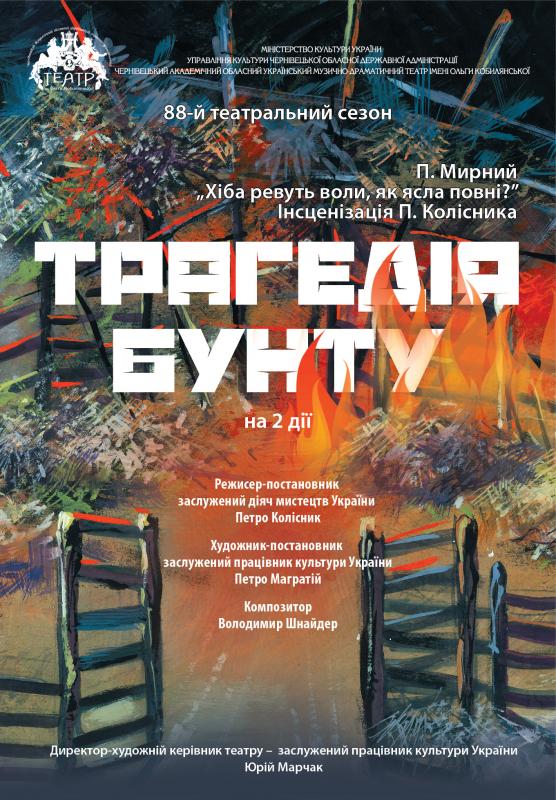 ТЕАТР
МІНІСТЕРСТВО КУЛЬТУРИ УКРАЇНИ
УПРАВЛІННЯ КУЛЬТУРИ ЧЕРНІВЕЦЬКОЇ ОБЛАСНОЇ ДЕРЖАВНОЇ АДМІНІСТРАЦІЇ
ЧЕРНІВЕЦЬКИЙ АКАДЕМІЧНИЙ ОБЛАСНИЙ УКРАЇНСЬКИЙ МУЗИЧНО-ДРАМАТИЧНИЙ ТЕАТР ІМЕНІ ОЛЬГИ КОБИЛЯНСЬКОЇ
88-й театральний сезон
П. Мирний
„Хіба ревуть воли, як ясла повні?”
Інсценізація П. Колісника
ТРАГЕДІЯ
БУНТУ
на 2 дії
Режисер-постановник
заслужений діяч мистецтв України
Петро Колісник
Художник-постановник
заслужений працівник культури України
Петро Магратій
Композитор
Володимир Шнайдер
Директор-художній керівник театру – заслужений працівник культури України
Юрій Марчак